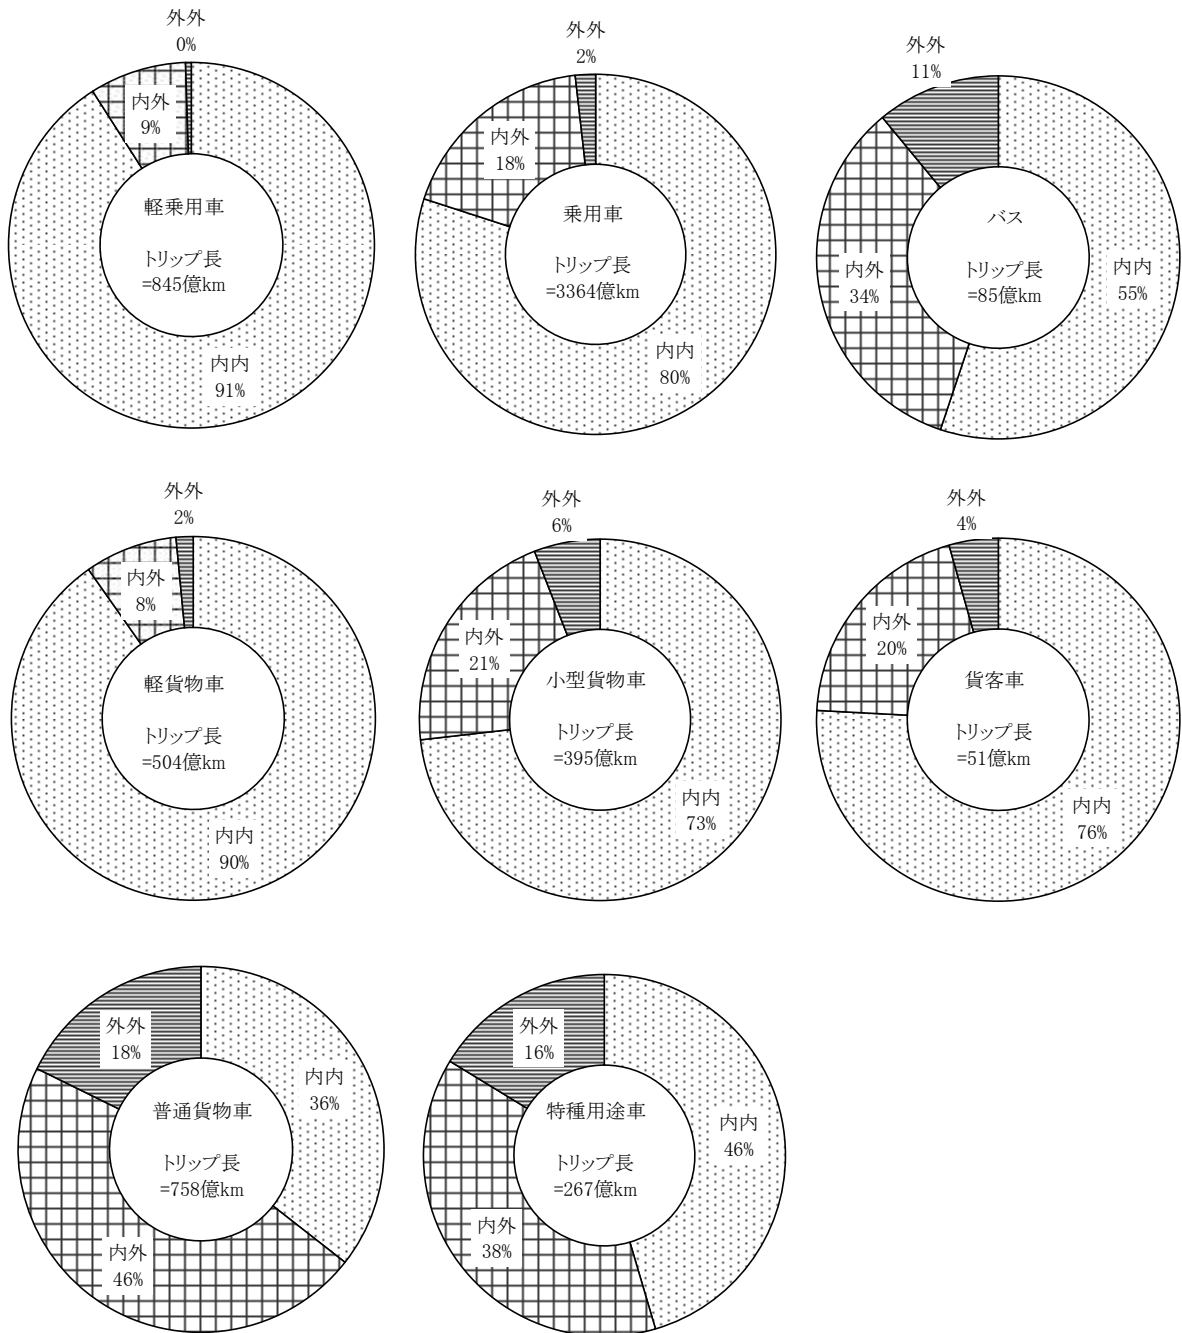 外外
0%
内外
9%
軽乗用車
トリップ長
=845億km
内内
91%
外外
2%
内外
18%
乗用車
トリップ長
=3364億km
内内
80%
外外
11%
内外
34%
バス
トリップ長
=85億km
内内
55%
外外
2%
内外
8%
軽貨物車
トリップ長
=504億km
内内
90%
外外
6%
内外
21%
小型貨物車
トリップ長
=395億km
内内
73%
外外
4%
内外
20%
貨客車
トリップ長
=51億km
内内
76%
外外
18%
内内
36%
普通貨物車
トリップ長
=758億km
内外
46%
外外
16%
内内
46%
特種用途車
トリップ長
=267億km
内外
38%